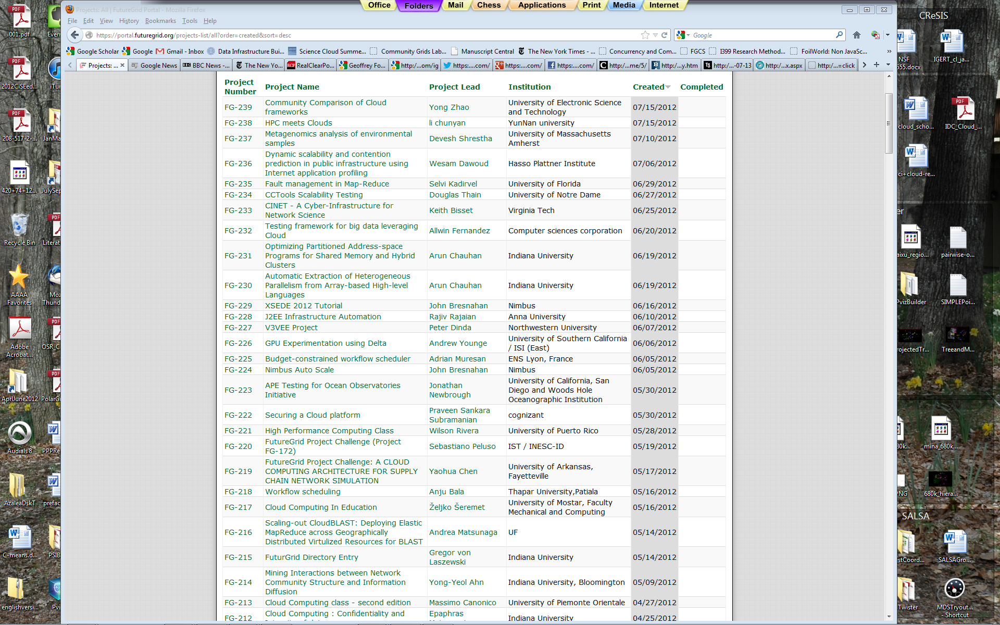 Office Folders Mail Chess Applications Print Media Internet
Projects: All | FutureGrid Portal - Mozilla Firefox
File Edit View History Bookmarks Tools Help
https://portal.futuregrid.org/projects-list/all?order=created&sort=desc
Google
Google Scholar Google Gmail - Inbox Data Infrastructure Bui... Science Cloud Summe... Community Grids Lab... Manuscript Central The New York Times - ... Concurrency and Com... FGCS I399 Research Method... FoilWorld: Non JavaSc... »
Projects: ... Google News BBC News -... The New Yo... RealClearPo... Geoffrey Fo... http:/...om/ig https:....com/ https:....com/ https:....com/ http:/...me/5/ http:/...y.htm http:/...-07-13 http:/...x.aspx http:/...=click
Project Number Project Name Project Lead Institution Created Completed
FG-239 Community Comparison of Cloud frameworks Yong Zhao University of Electronic Science and Technology 07/15/2012
FG-238 HPC meets Clouds li chunyan YunNan university 07/15/2012
FG-237 Metagenomics analysis of environmental samples Devesh Shrestha University of Massachusetts Amherst 07/10/2012
FG-236 Dynamic scalability and contention prediction in public infrastructure using Internet application profiling Wesam Dawoud Hasso Plattner Institute 07/06/2012
FG-235 Fault management in Map-Reduce Selvi Kadirvel University of Florida 06/29/2012
FG-234 CCTools Scalability Testing Douglas Thain University of Notre Dame 06/27/2012
FG-233 CINET - A Cyber-Infrastructure for Network Science Keith Bisset Virginia Tech 06/25/2012
FG-232 Testing framework for big data leveraging Cloud Allwin Fernandez Computer sciences corporation 06/20/2012
FG-231 Optimizing Partitioned Address-space Programs for Shared Memory and Hybrid Clusters Arun Chauhan Indiana University 06/19/2012
FG-230 Automatic Extraction of Heterogeneous Parallelism from Array-based High-level Languages Arun Chauhan Indiana University 06/19/2012
FG-229 XSEDE 2012 Tutorial John Bresnahan Nimbus 06/16/2012
FG-228 J2EE Infrastructure Automation Rajiv Rajaian Anna University 06/10/2012
FG-227 V3VEE Project Peter Dinda Northwestern University 06/07/2012
FG-226 GPU Experimentation using Delta Andrew Younge University of Southern California / ISI (East) 06/06/2012
FG-225 Budget-constrained workflow scheduler Adrian Muresan ENS Lyon, France 06/05/2012
FG-224 Nimbus Auto Scale John Bresnahan Nimbus 06/05/2012
FG-223 APE Testing for Ocean Observatories Initiative Jonathan Newbrough University of California, San Diego and Woods Hole Oceanographic Institution 05/30/2012
FG-222 Securing a Cloud platform Praveen Sankara Subramanian cognizant 05/30/2012
FG-221 High Performance Computing Class Wilson Rivera University of Puerto Rico 05/28/2012
FG-220 FutureGrid Project Challenge (Project FG-172) Sebastiano Peluso IST / INESC-ID 05/19/2012
FG-219 FutureGrid Project Challenge: A CLOUD COMPUTING ARCHITECTURE FOR SUPPLY CHAIN NETWORK SIMULATION Yaohua Chen University of Arkansas, Fayetteville 05/17/2012
FG-218 Workflow scheduling Anju Bala Thapar University,Patiala 05/16/2012
FG-217 Cloud Computing In Education Željko Šeremet University of Mostar, Faculty Mechanical and Computing 05/16/2012
FG-216 Scaling-out CloudBLAST: Deploying Elastic MapReduce across Geographically Distributed Virtulized Resources for BLAST Andrea Matsunaga UF 05/14/2012
FG-215 FuturGrid Directory Entry Gregor von Laszewski Indiana University 05/14/2012
FG-214 Mining Interactions between Network Community Structure and Information Diffusion Yong-Yeol Ahn Indiana University, Bloomington 05/09/2012
FG-213 Cloud Computing class - second edition Massimo Canonico University of Piemonte Orientale 04/27/2012
FG-212 Cloud Computing : Confidentiality and Epaphras Indiana University 04/25/2012
001.pdf Evern
2012CiSEed... iTur
208-517-2-... JanMa
420+74+12... JulySep
Recycle Bin Literat
AAAA Favorites Moz Thund
Adobe Acrobat... OSR_C
AprlJune2012 PolarGr
Audials 8 PPPRe
AzaleaDskT prefac
C-means.d... PSIB
englishversi... Pvi
CReSIS
NSF 555.docx IGERT_cl_ja...
cloud_scho... IDC_Cloud_...
ci+cloud-re...
er
aixu_regio... pairwise-o...
PvizBuilder SIMPLEPoi...
rojectedTr... TreeandM...
80k... mina_680k...
PNG 680k_hiera...
SALSA
estCoord... SALSAGro...
Twister MDSTryout... - Shortcut